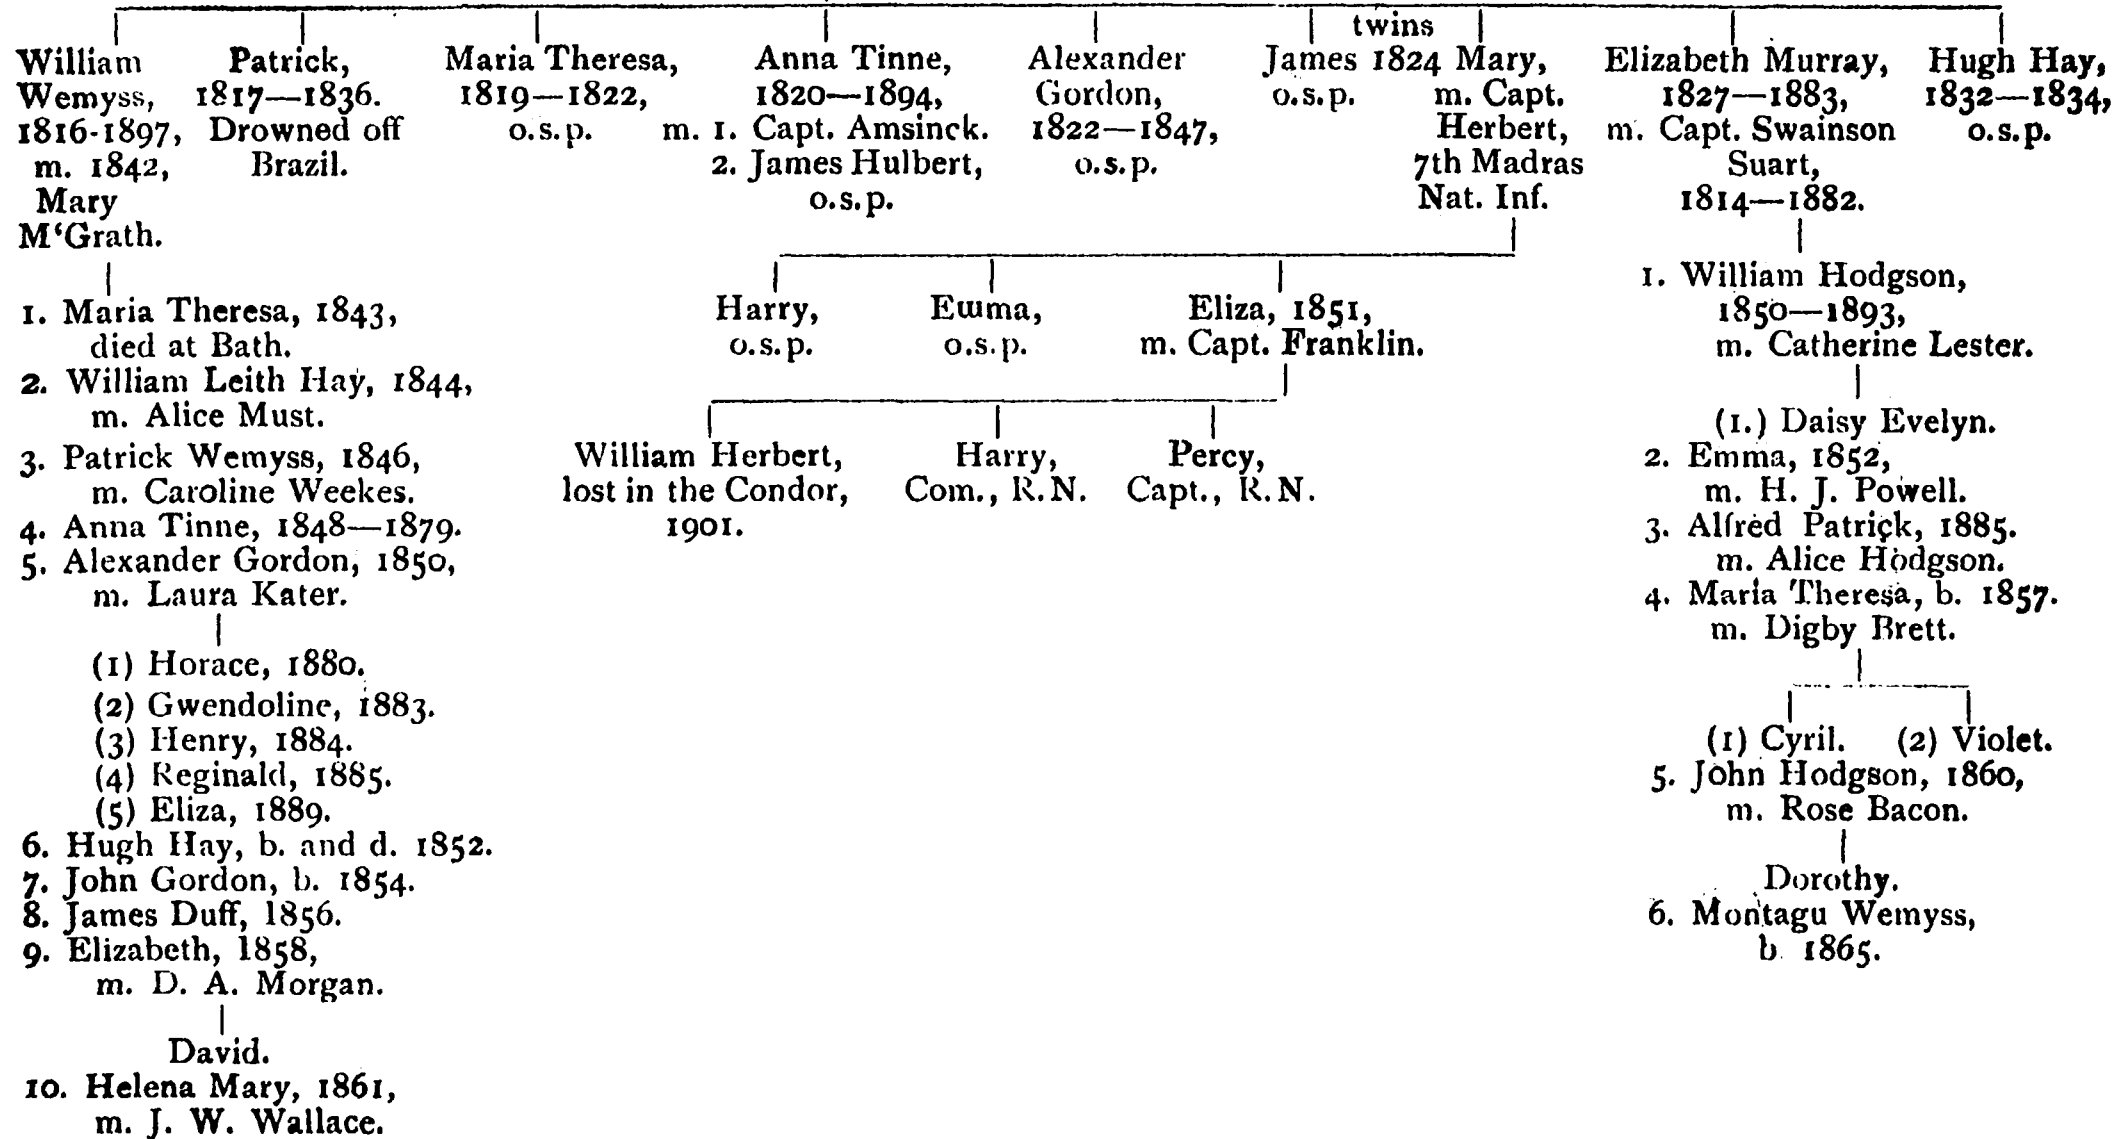 twins
William
Wemyss,
1816-1897,
m. 1842,
Mary
M‘Grath.
Patrick,
1817—1836.
Drowned off
Brazil.
Maria Theresa,
1819—1822,
o.s.p.
Anna Tinne,
1820—1894,
m. 1. Capt. Amsinck.
2. James Hulbert,
o.s.p.
Alexander
Gordon,
1822—1847,
o.s.p.
James 1824 Mary,
o.s.p.
m. Capt.
Herbert,
7th Madras
Nat. Inf.
Elizabeth Murray,
1827—1883,
m. Capt. Swainson
Suart,
1814—1882.
Hugh Hay,
1832—1834,
o.s.p.
1. Maria Theresa, 1843,
died at Bath.
2. William Leith Hay, 1844,
m. Alice Must.
3. Patrick Wemyss, 1846,
m. Caroline Weekes.
4. Anna Tinne, 1848—1879.
5. Alexander Gordon, 1850,
m. Laura Kater.
(1) Horace, 1880.
(2) Gwendoline, 1883.
(3) Henry, 1884.
(4) Reginald, 1885.
(5) Eliza, 1889.
6. Hugh Hay, b. and d. 1852.
7. John Gordon, b. 1854.
8. James Duff, 1856.
9. Elizabeth, 1858,
m. D. A. Morgan.
David.
10. Helena Mary, 1861,
m. J. W. Wallace.
Harry,
o.s.p.
Emma,
o.s.p.
Eliza, 1851,
m. Capt. Franklin.
William Herbert,
lost in the Condor,
1901.
Harry,
Com., R.N.
Percy,
Capt., R.N.
1. William Hodgson,
1850—1893,
m. Catherine Lester.
(1.) Daisy Evelyn.
2. Emma, 1852,
m. H. J. Powell.
3. Alfred Patrick, 1885.
m. Alice Hodgson.
4. Maria Theresa, b. 1857.
m. Digby Brett.
(1) Cyril. (2) Violet.
5. John Hodgson, 1860,
m. Rose Bacon.
Dorothy.
6. Montagu Wemyss,
b. 1865.